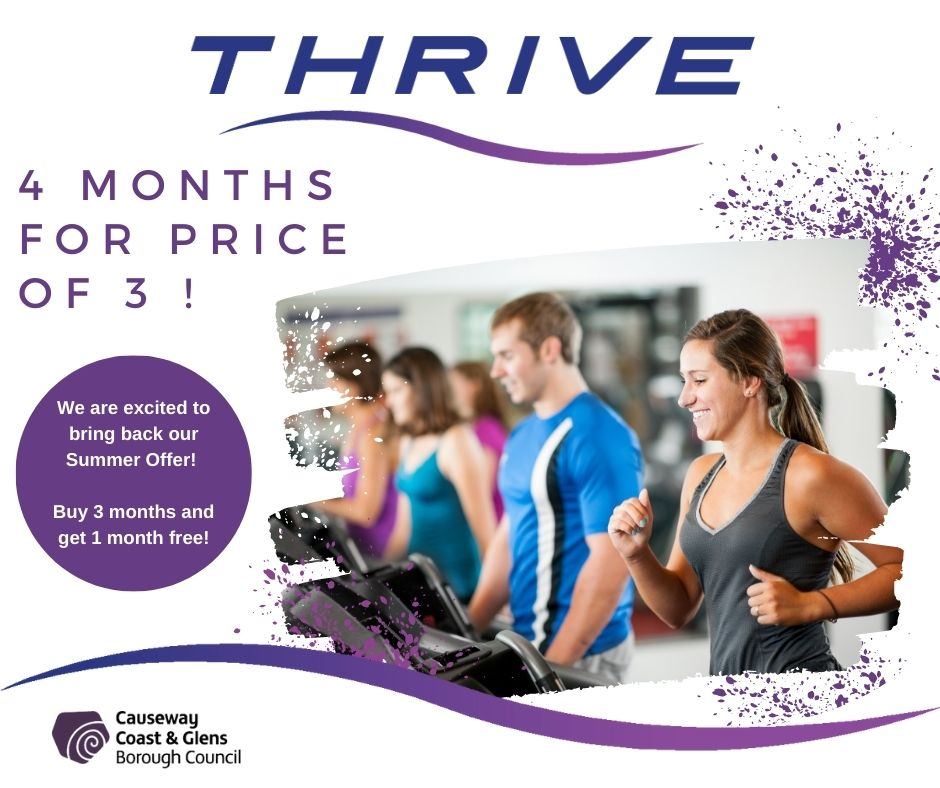 THRIVE
4 MONTHS
FOR PRICE
OF 3 !
We are excited to
bring back our
Summer Offer!
Buy 3 months and
get 1 month free!
Causeway
Coast & Glens
Borough Council